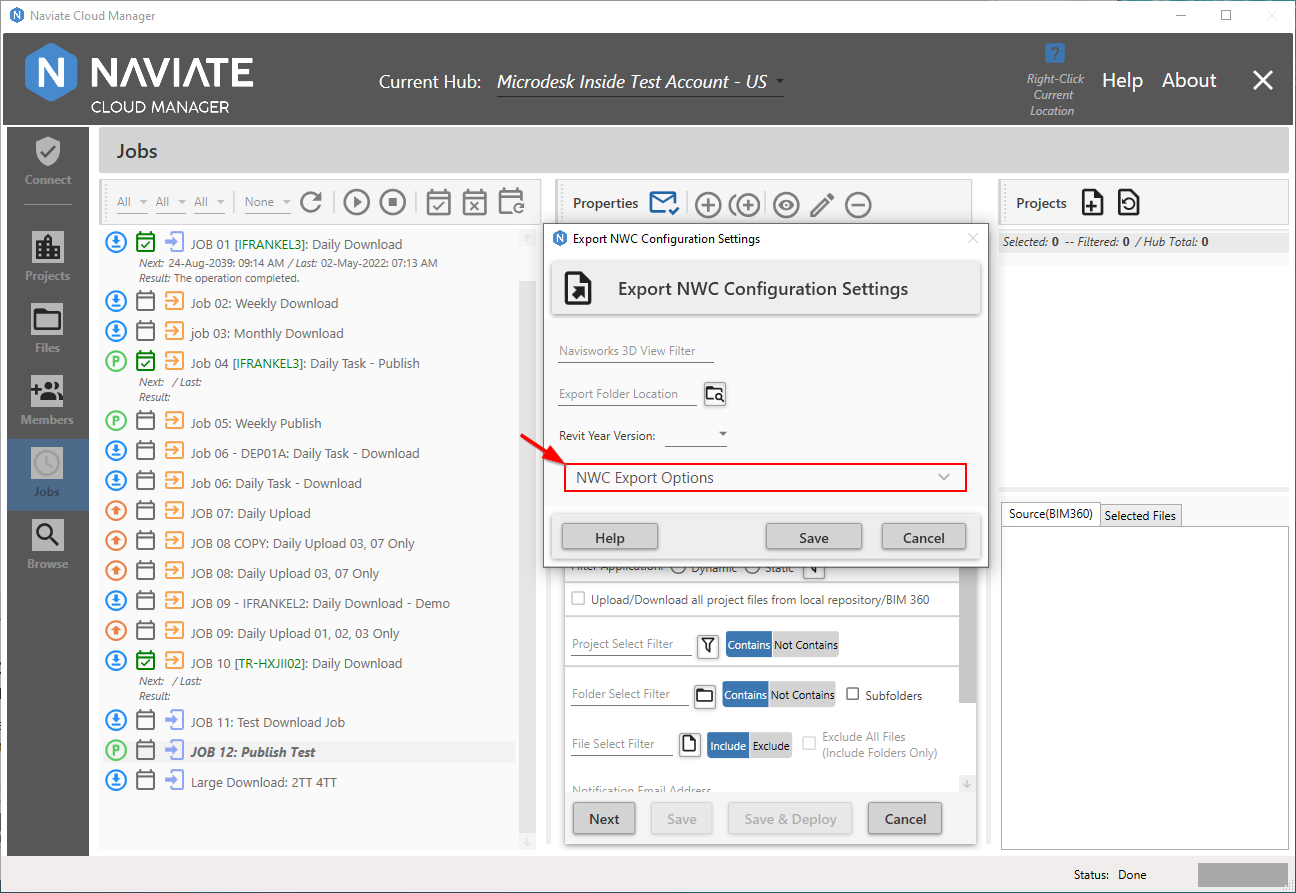 Naviate Cloud Manager
NAVIATE
CLOUD MANAGER
Current Hub: Microdesk Inside Test Account - US
?
Right-Click
Current
Location
Help About
Connect
Projects
Files
Members
Jobs
Browse
Jobs
All All All None
JOB 01 [IFRANKEL3]: Daily Download
Next: 24-Aug-2039: 09:14 AM / Last: 02-May-2022: 07:13 AM
Result: The operation completed.
Job 02: Weekly Download
job 03: Monthly Download
Job 04 [IFRANKEL3]: Daily Task - Publish
Next: / Last:
Result:
Job 05: Weekly Publish
Job 06 - DEP01A: Daily Task - Download
Job 06: Daily Task - Download
JOB 07: Daily Upload
JOB 08 COPY: Daily Upload 03, 07 Only
JOB 08: Daily Upload 03, 07 Only
JOB 09 - IFRANKEL2: Daily Download - Demo
JOB 09: Daily Upload 01, 02, 03 Only
JOB 10 [TR-HXJII02]: Daily Download
Next: / Last:
Result:
JOB 11: Test Download Job
JOB 12: Publish Test
Large Download: 2TT 4TT
Properties
Export NWC Configuration Settings
Export NWC Configuration Settings
Navisworks 3D View Filter
Export Folder Location
Revit Year Version:
NWC Export Options
Help Save Cancel
Filter Application: Dynamic Static
Upload/Download all project files from local repository/BIM 360
Project Select Filter Contains Not Contains
Folder Select Filter Contains Not Contains Subfolders
File Select Filter Include Exclude Exclude All Files
(Include Folders Only)
Notification Email Address
Next Save Save & Deploy Cancel
Projects
Selected: 0 -- Filtered: 0 / Hub Total: 0
Source(BIM360) Selected Files
Status: Done